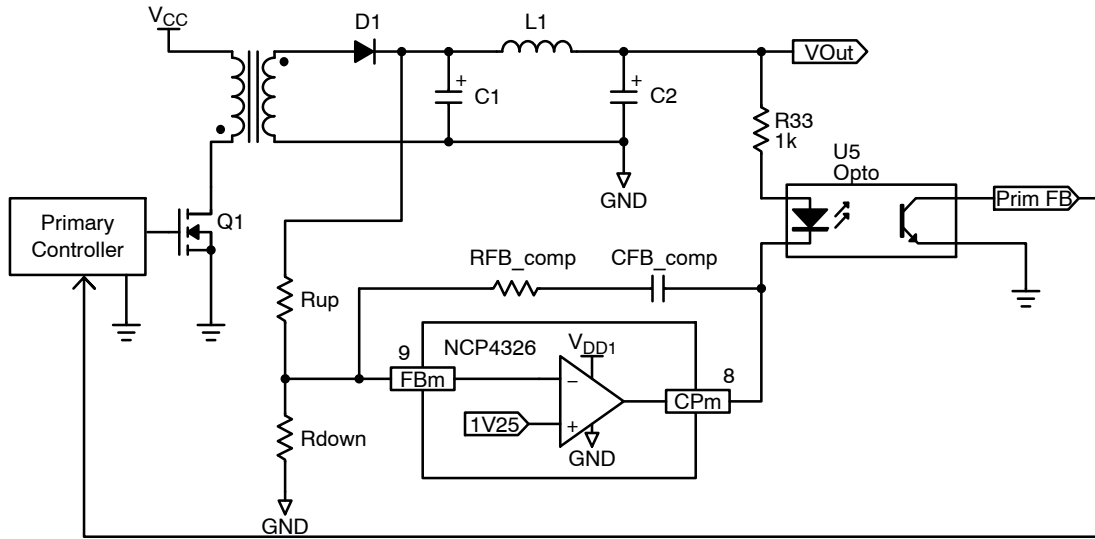 VCC
D1
L1
+
C1
+
C2
VOut
R33
1k
GND
U5
Opto
Prim FB
Primary
Controller
Q1
RFB_comp
CFB_comp
Rup
9
NCP4326
VDD1
8
FBm
−
CPm
1V25
+
GND
Rdown
GND